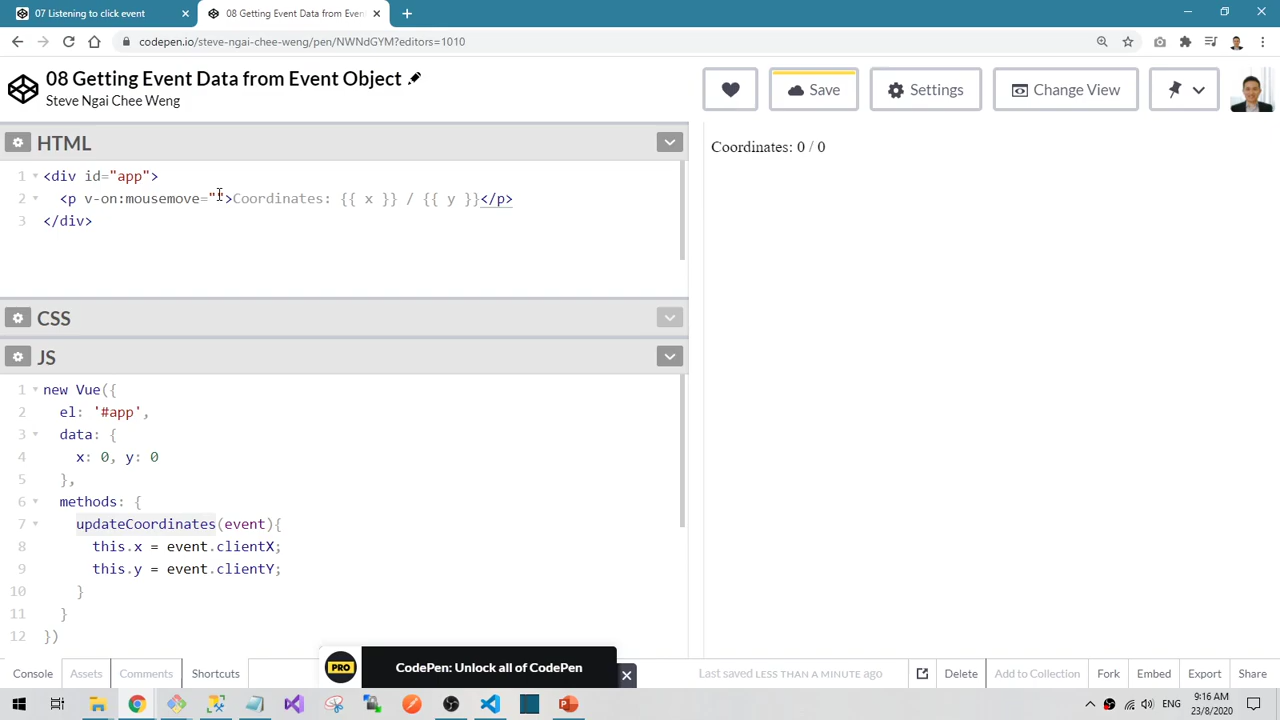 07 Listening to click event
08 Getting Event Data from Even
codepen.io/steve-ngai-chee-weng/pen/NWNdGYM?editors=1010
08 Getting Event Data from Event Object
Steve Ngai Chee Weng
Save
Settings
Change View
HTML
1 <div id="app">
2 <p v-on:mousemove="">Coordinates: {{ x }} / {{ y }}</p>
3 </div>
Coordinates: 0 / 0
CSS
JS
1 new Vue({
2 el: '#app',
3 data: {
4 x: 0, y: 0
5 },
6 methods: {
7 updateCoordinates(event){
8 this.x = event.clientX;
9 this.y = event.clientY;
10 }
11 }
12 })
PRO
CodePen: Unlock all of CodePen
Console
Assets
Comments
Shortcuts
Last saved LESS THAN A MINUTE ago
Delete
Add to Collection
Fork
Embed
Export
Share
ENG
9:16 AM
23/8/2020